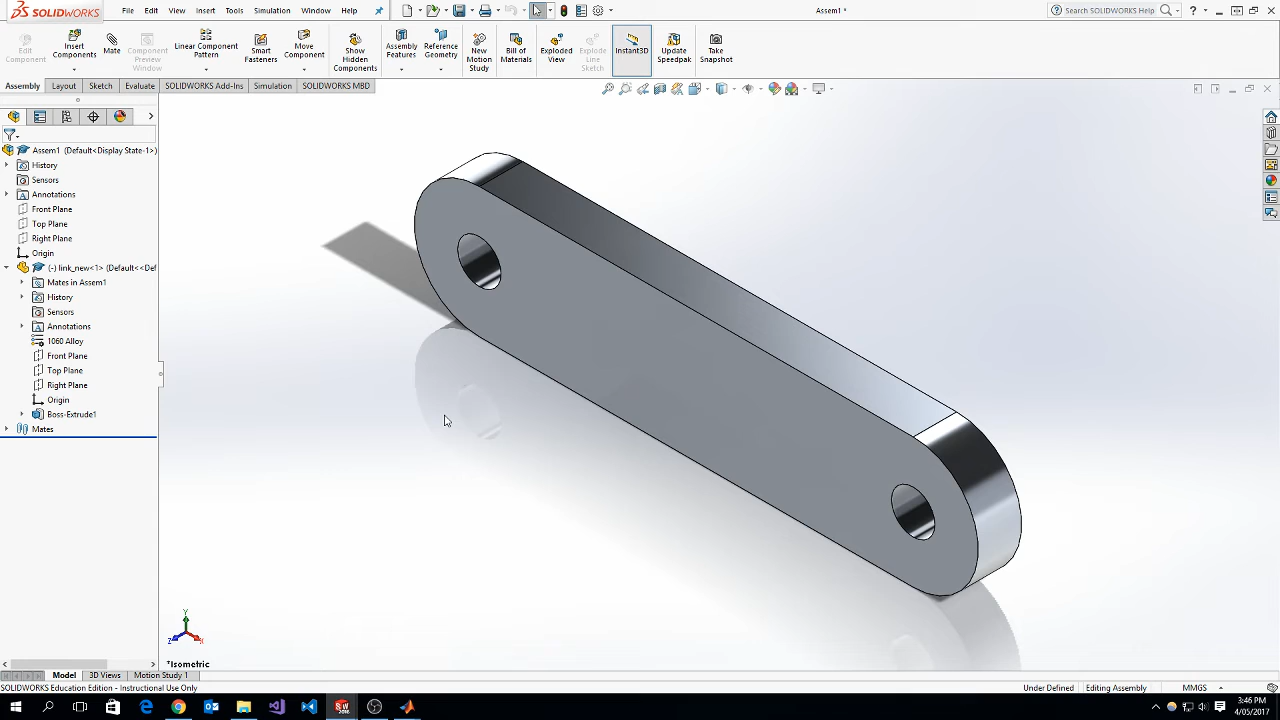 SOLIDWORKS File Edit View Insert Tools Simulation Window Help Assem1 * Search SOLIDWORKS Help
Edit Component Insert Components Mate Component Preview Window Linear Component Pattern Smart Fasteners Move Component Show Hidden Components Assembly Features Reference Geometry New Motion Study Bill of Materials Exploded View Explode Line Sketch Instant3D Update Speedpak Take Snapshot
Assembly Layout Sketch Evaluate SOLIDWORKS Add-Ins Simulation SOLIDWORKS MBD
Assem1 (Default<Display State-1>)
History
Sensors
Annotations
Front Plane
Top Plane
Right Plane
Origin
(-) link_new<1> (Default<<Def
Mates in Assem1
History
Sensors
Annotations
1060 Alloy
Front Plane
Top Plane
Right Plane
Origin
Boss-Extrude1
Mates
Y
Z X
*Isometric
Model 3D Views Motion Study 1
SOLIDWORKS Education Edition - Instructional Use Only Under Defined Editing Assembly MMGS
3:46 PM
4/05/2017